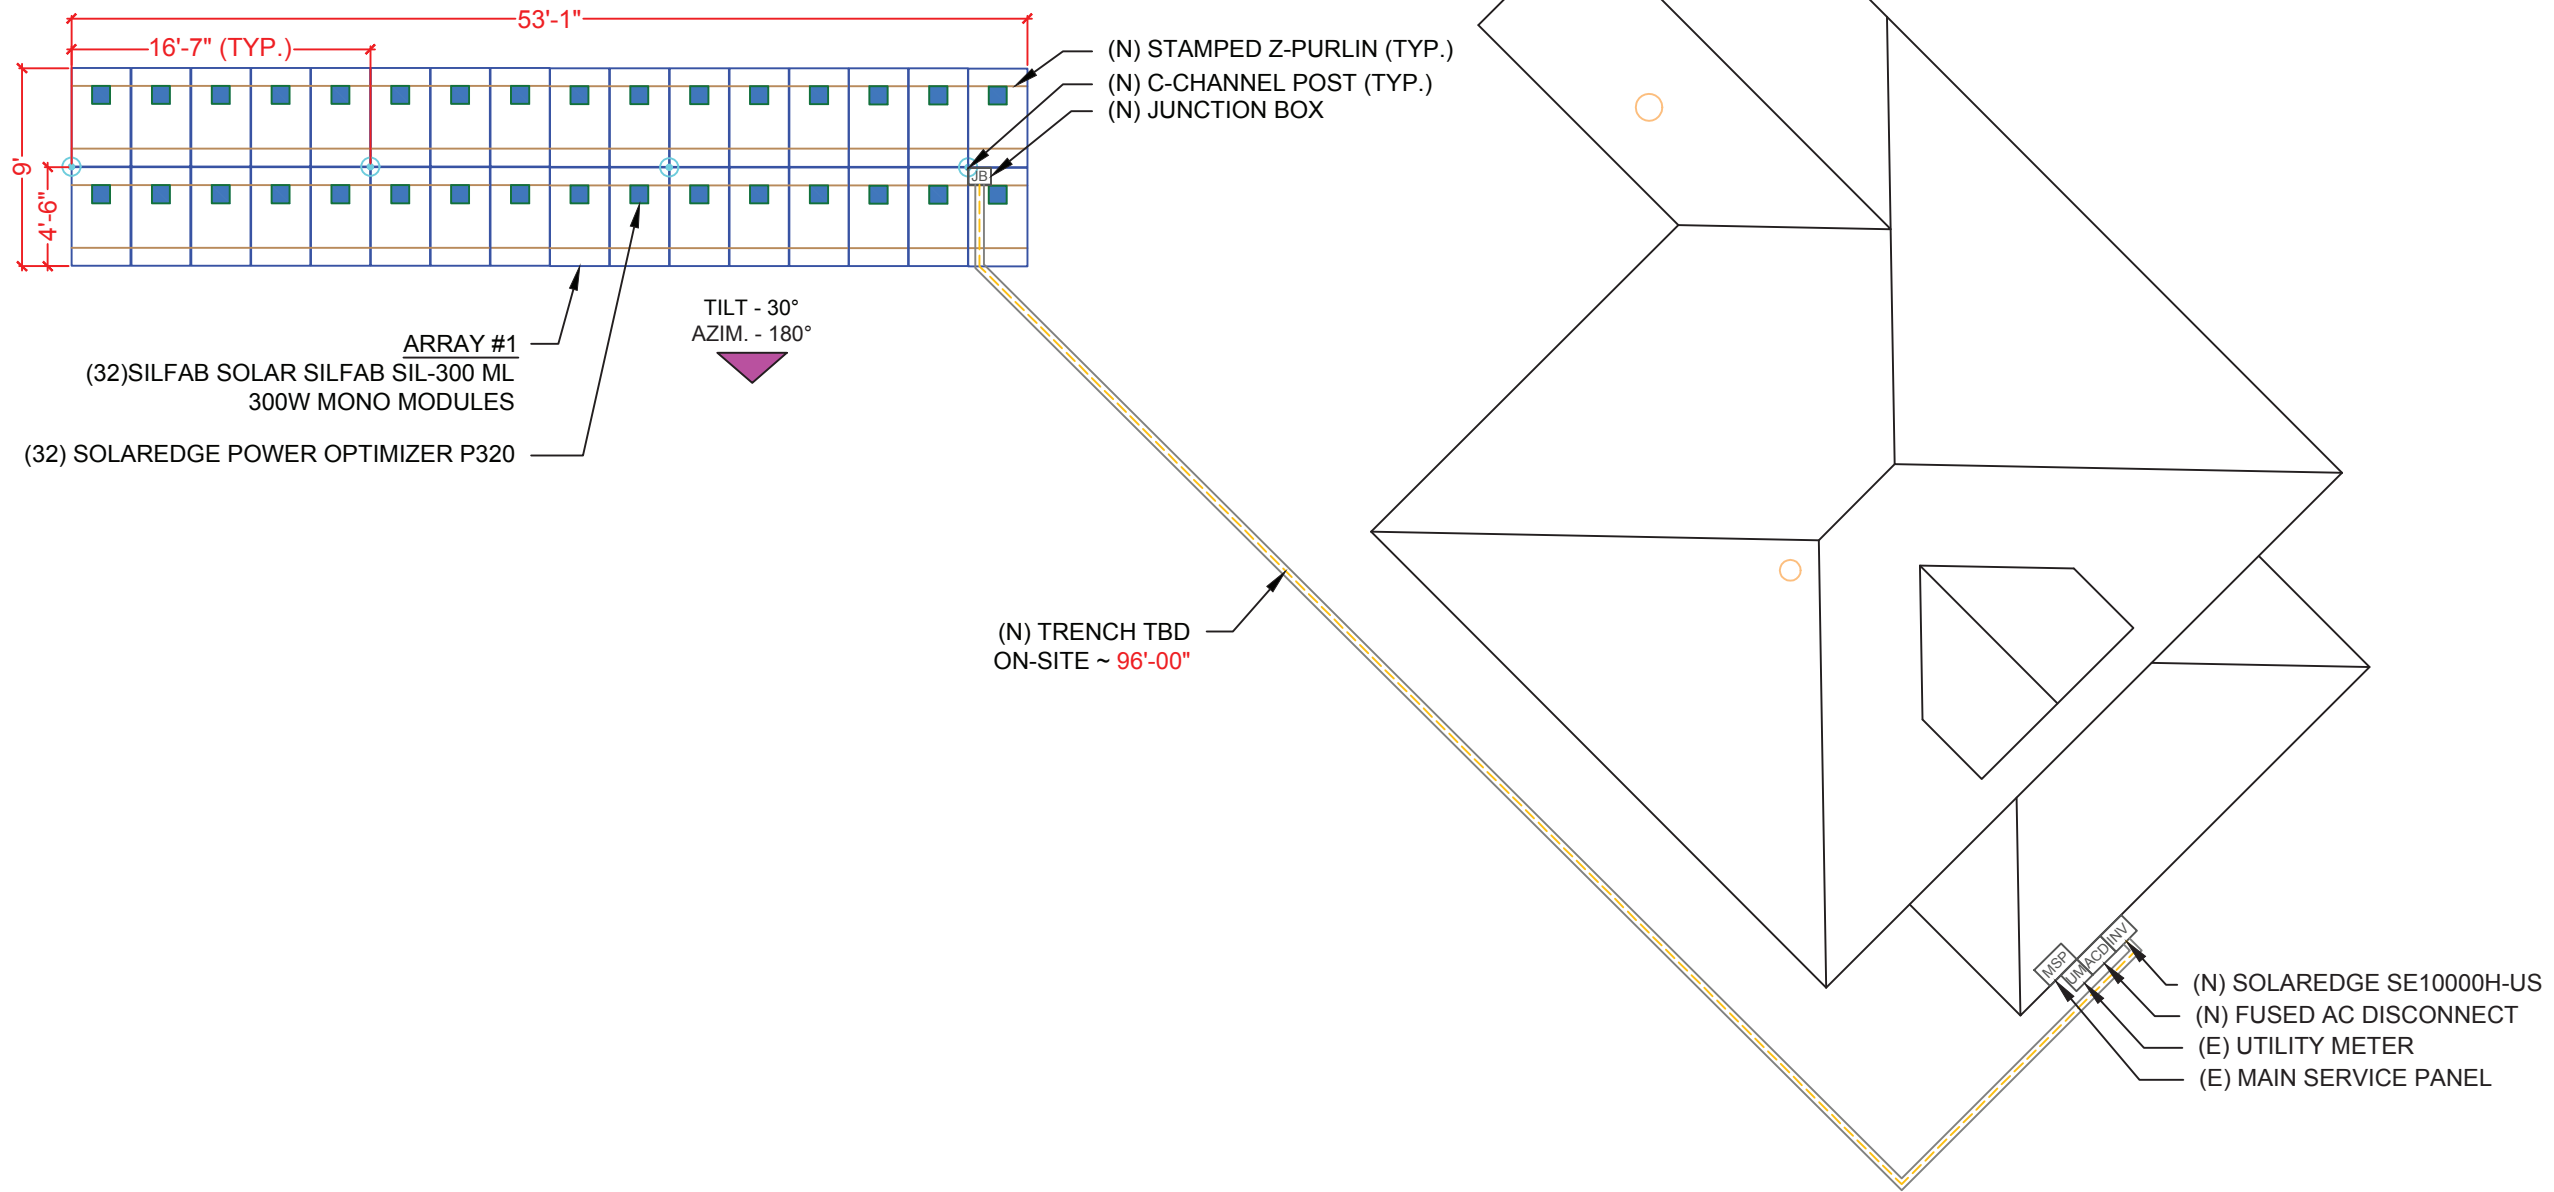 53'-1"
16'-7" (TYP.)
9'
4'-6"
(N) STAMPED Z-PURLIN (TYP.)
(N) C-CHANNEL POST (TYP.)
(N) JUNCTION BOX
JB
TILT - 30°
AZIM. - 180°
ARRAY #1
(32)SILFAB SOLAR SILFAB SIL-300 ML
300W MONO MODULES
(32) SOLAREDGE POWER OPTIMIZER P320
(N) TRENCH TBD
ON-SITE ~ 96'-00"
MSP
UM
ACD
INV
(N) SOLAREDGE SE10000H-US
(N) FUSED AC DISCONNECT
(E) UTILITY METER
(E) MAIN SERVICE PANEL